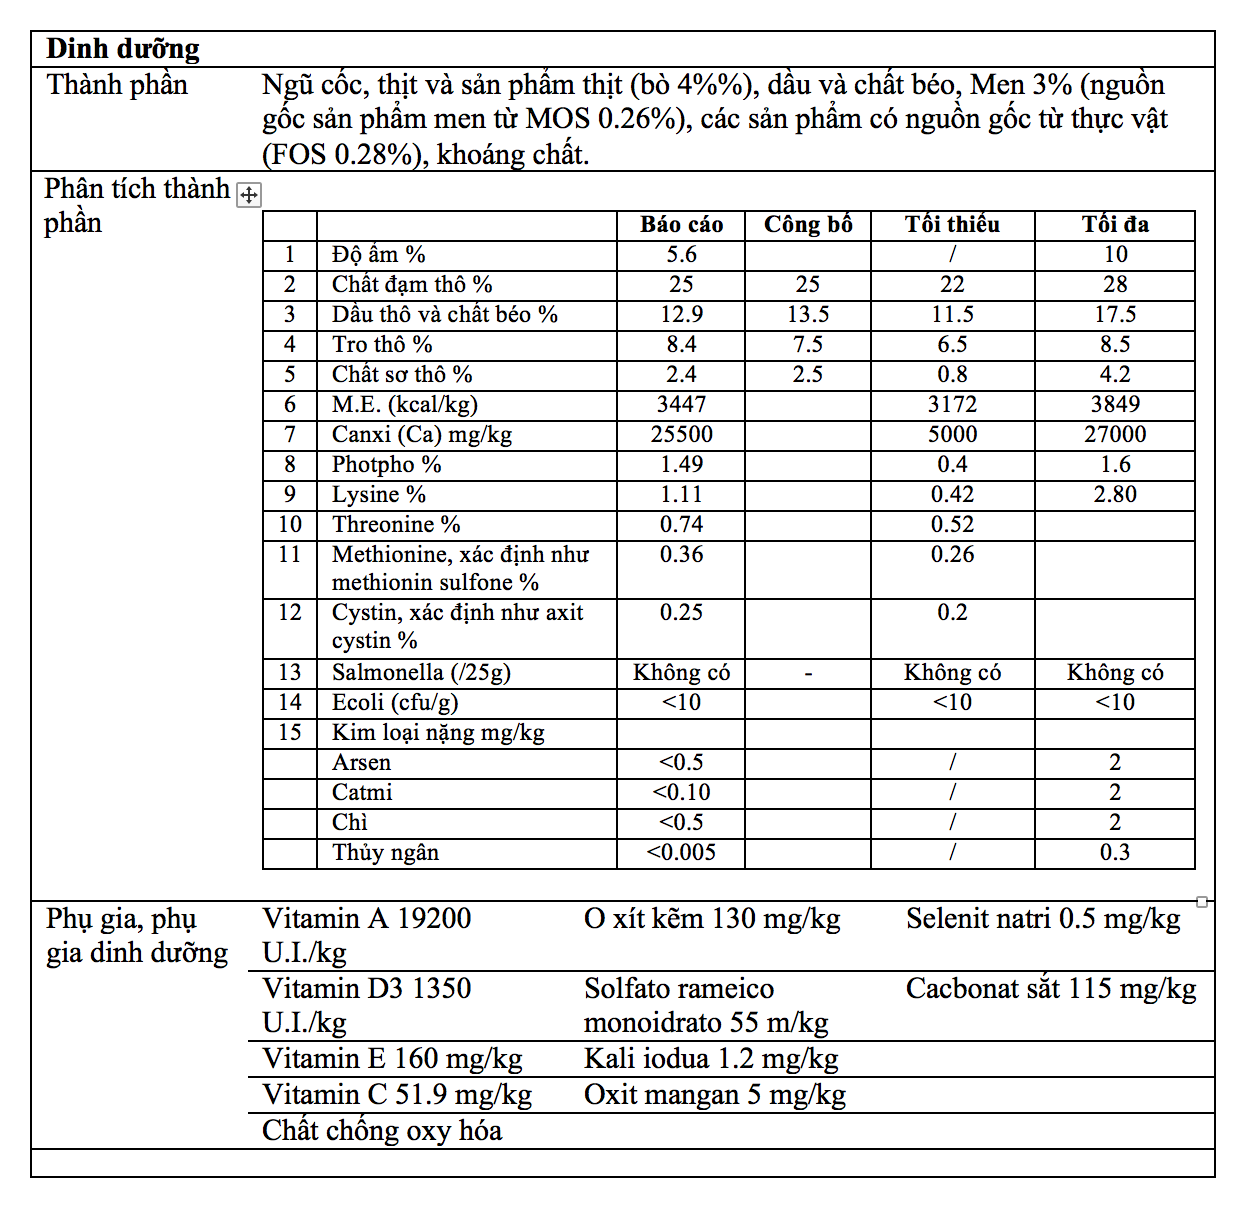 Dinh dưỡng
Thành phần
Ngũ cốc, thịt và sản phẩm thịt (bò 4%%), dầu và chất béo, Men 3% (nguồn
gốc sản phẩm men từ MOS 0.26%), các sản phẩm có nguồn gốc từ thực vật
(FOS 0.28%), khoáng chất.
Phân tích thành
phần
Báo cáo Công bố Tối thiểu Tối đa
1 Độ ẩm % 5.6 / 10
2 Chất đạm thô % 25 25 22 28
3 Dầu thô và chất béo % 12.9 13.5 11.5 17.5
4 Tro thô % 8.4 7.5 6.5 8.5
5 Chất sơ thô % 2.4 2.5 0.8 4.2
6 M.E. (kcal/kg) 3447 3172 3849
7 Canxi (Ca) mg/kg 25500 5000 27000
8 Photpho % 1.49 0.4 1.6
9 Lysine % 1.11 0.42 2.80
10 Threonine % 0.74 0.52
11 Methionine, xác định như 0.36 0.26
methionin sulfone %
12 Cystin, xác định như axit 0.25 0.2
cystin %
13 Salmonella (/25g) Không có - Không có Không có
14 Ecoli (cfu/g) <10 <10 <10
15 Kim loại nặng mg/kg
Arsen <0.5 / 2
Catmi <0.10 / 2
Chì <0.5 / 2
Thủy ngân <0.005 / 0.3
Phụ gia, phụ
gia dinh dưỡng
Vitamin A 19200 O xít kẽm 130 mg/kg Selenit natri 0.5 mg/kg
U.I./kg
Vitamin D3 1350 Solfato rameico Cacbonat sắt 115 mg/kg
U.I./kg monoidrato 55 m/kg
Vitamin E 160 mg/kg Kali iodua 1.2 mg/kg
Vitamin C 51.9 mg/kg Oxit mangan 5 mg/kg
Chất chống oxy hóa